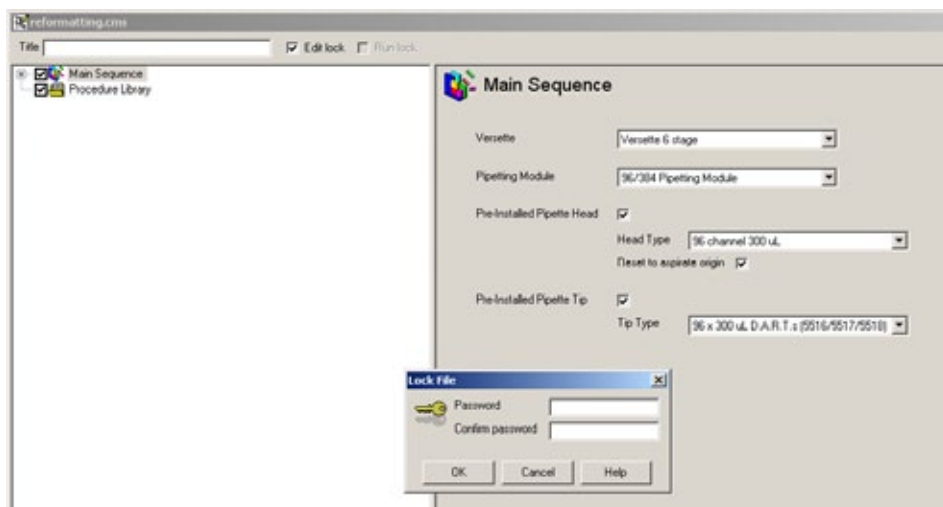 reformatting.cms
Title
Edit lock
Run lock
Main Sequence
Procedure Library
Main Sequence
Versette
Versette 6 stage
Pipetting Module
96/384 Pipetting Module
Pre-Installed Pipette Head
Head Type
96 channel 300 uL
Reset to aspirate origin
Pre-Installed Pipette Tip
Tip Type
96 x 300 uL D.A.R.T.s (5516/5517/5518)
Lock File
Password
Confirm password
OK
Cancel
Help